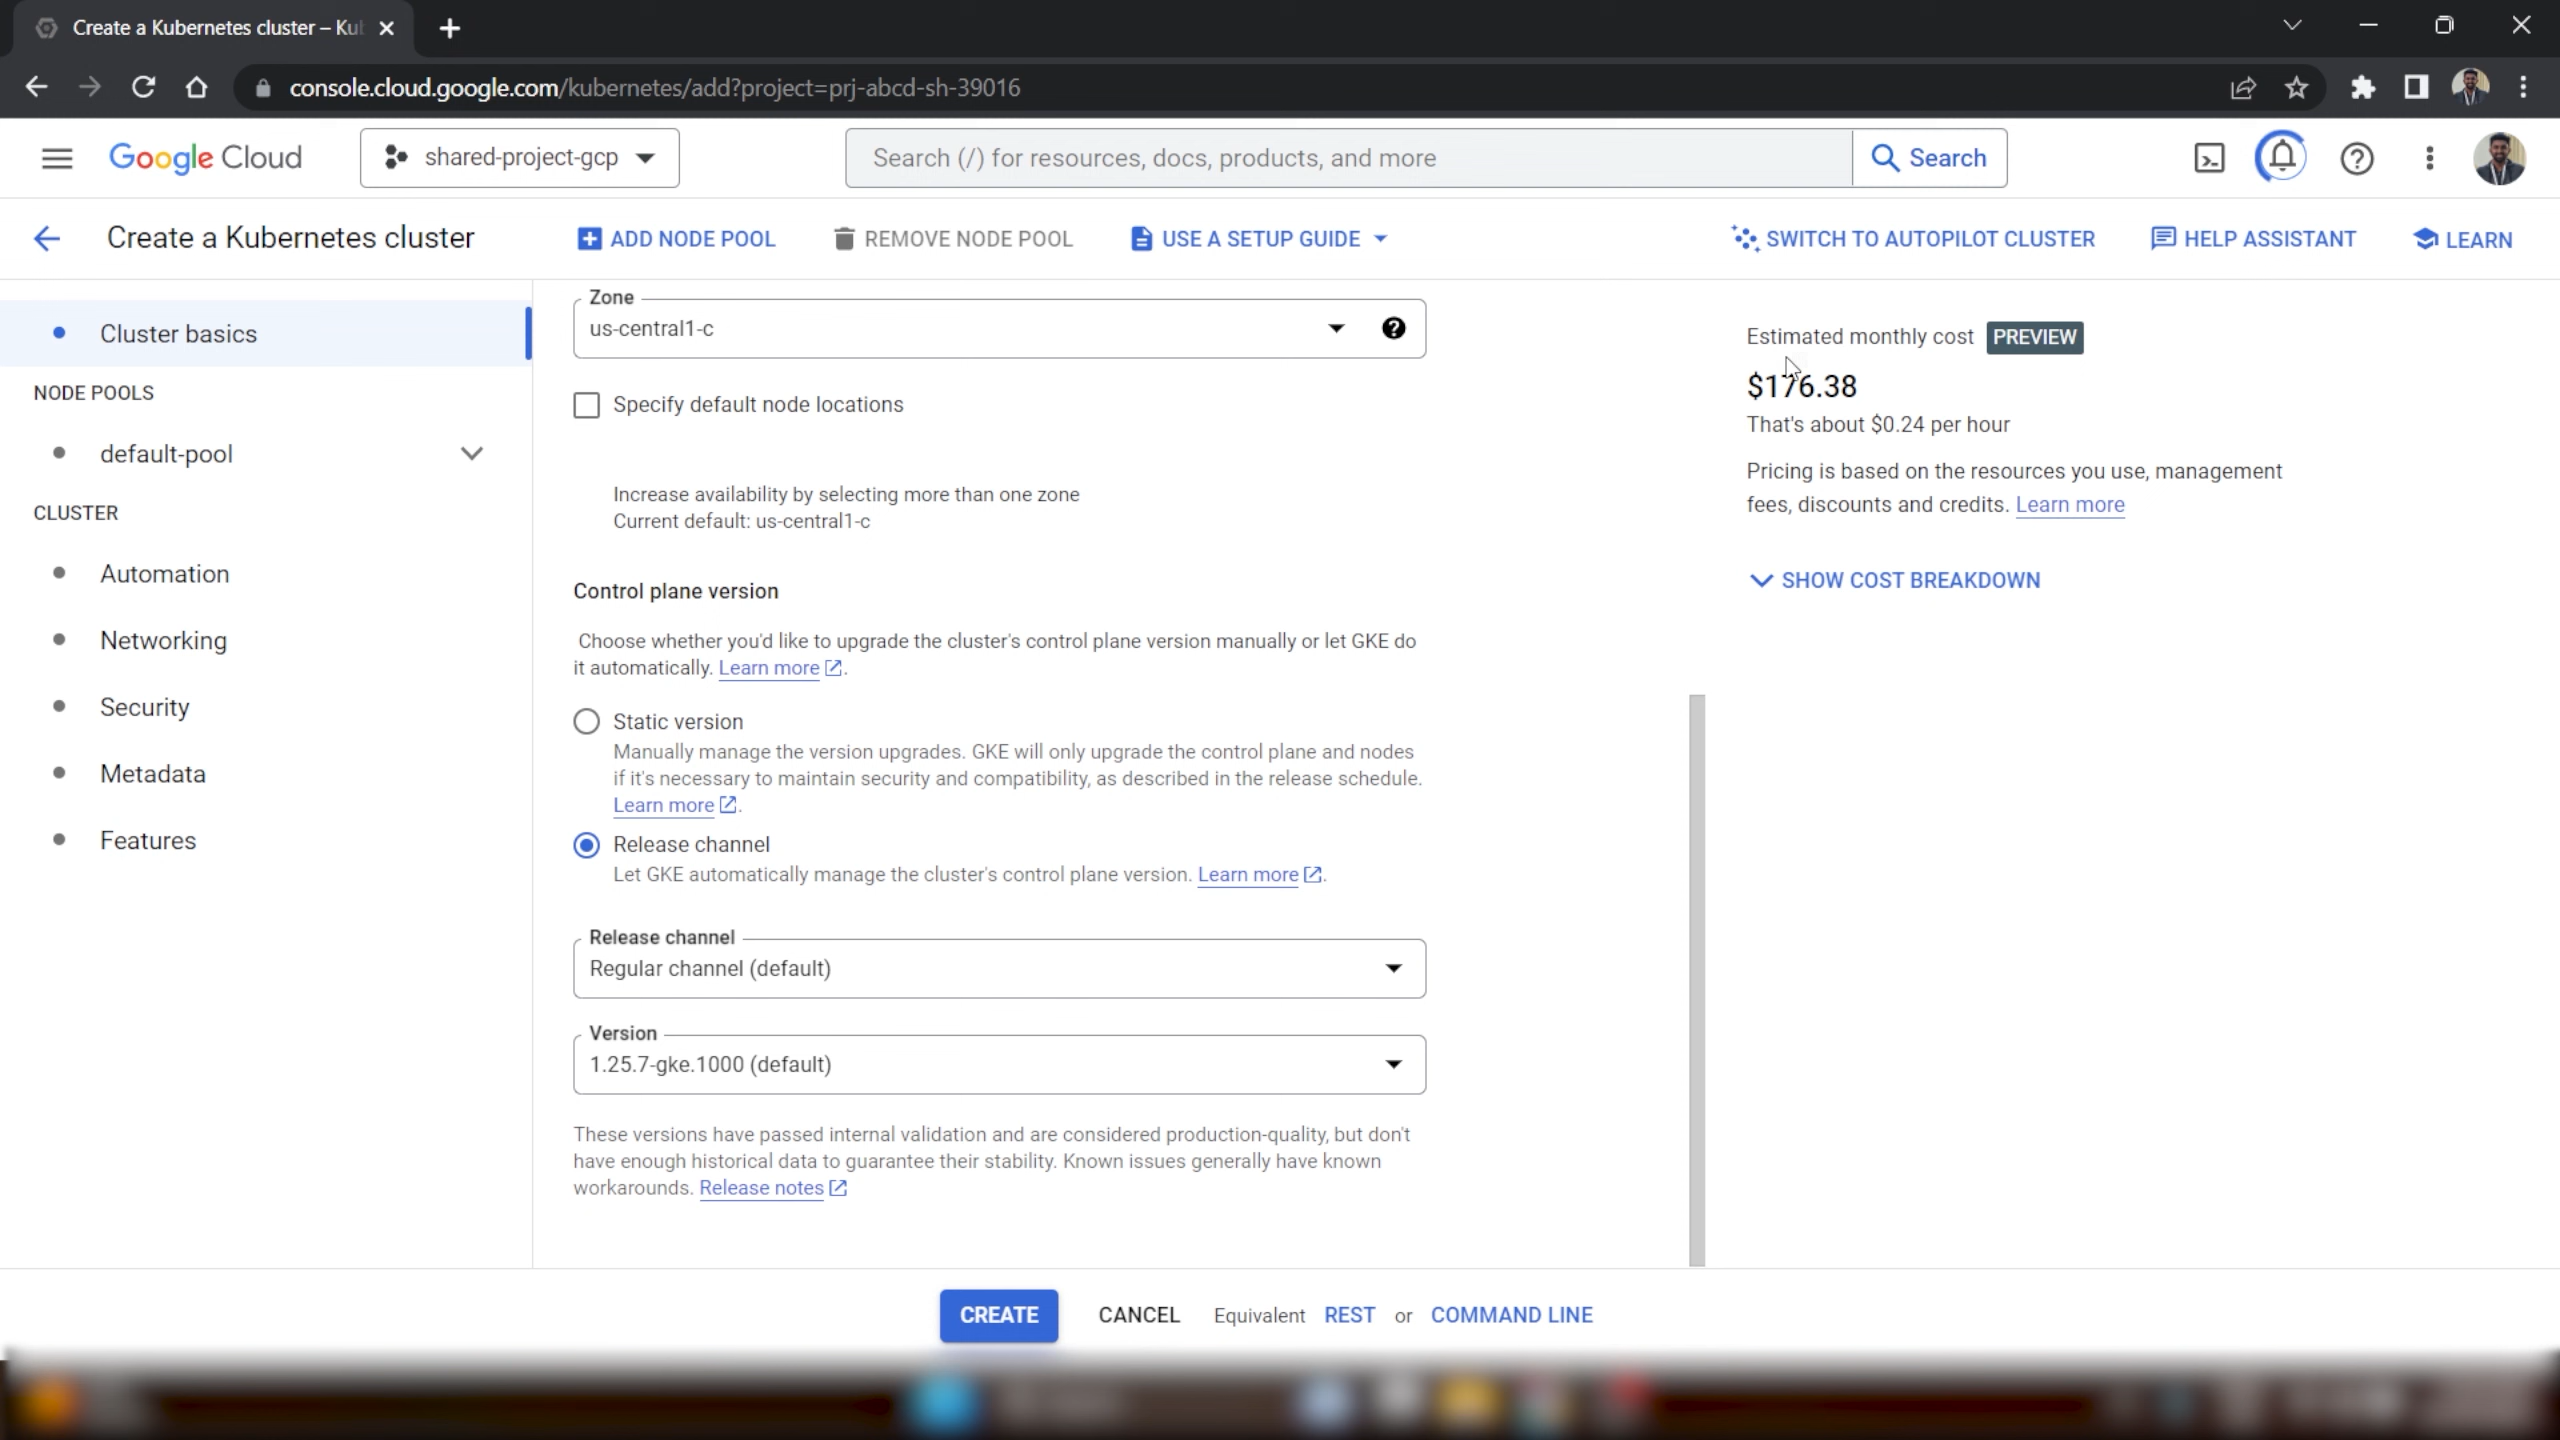 Create a Kubernetes cluster – Ku
console.cloud.google.com/kubernetes/add?project=prj-abcd-sh-39016
Google Cloud
shared-project-gcp
Search (/) for resources, docs, products, and more
Search
Create a Kubernetes cluster
ADD NODE POOL
REMOVE NODE POOL
USE A SETUP GUIDE
SWITCH TO AUTOPILOT CLUSTER
HELP ASSISTANT
LEARN
Cluster basics
NODE POOLS
default-pool
CLUSTER
Automation
Networking
Security
Metadata
Features
Zone
us-central1-c
Specify default node locations
Increase availability by selecting more than one zone
Current default: us-central1-c
Control plane version
Choose whether you'd like to upgrade the cluster's control plane version manually or let GKE do
it automatically. Learn more.
Static version
Manually manage the version upgrades. GKE will only upgrade the control plane and nodes
if it's necessary to maintain security and compatibility, as described in the release schedule.
Learn more.
Release channel
Let GKE automatically manage the cluster's control plane version. Learn more.
Release channel
Regular channel (default)
Version
1.25.7-gke.1000 (default)
These versions have passed internal validation and are considered production-quality, but don't
have enough historical data to guarantee their stability. Known issues generally have known
workarounds. Release notes
Estimated monthly cost PREVIEW
$176.38
That's about $0.24 per hour
Pricing is based on the resources you use, management
fees, discounts and credits. Learn more
SHOW COST BREAKDOWN
CREATE
CANCEL
Equivalent REST or COMMAND LINE